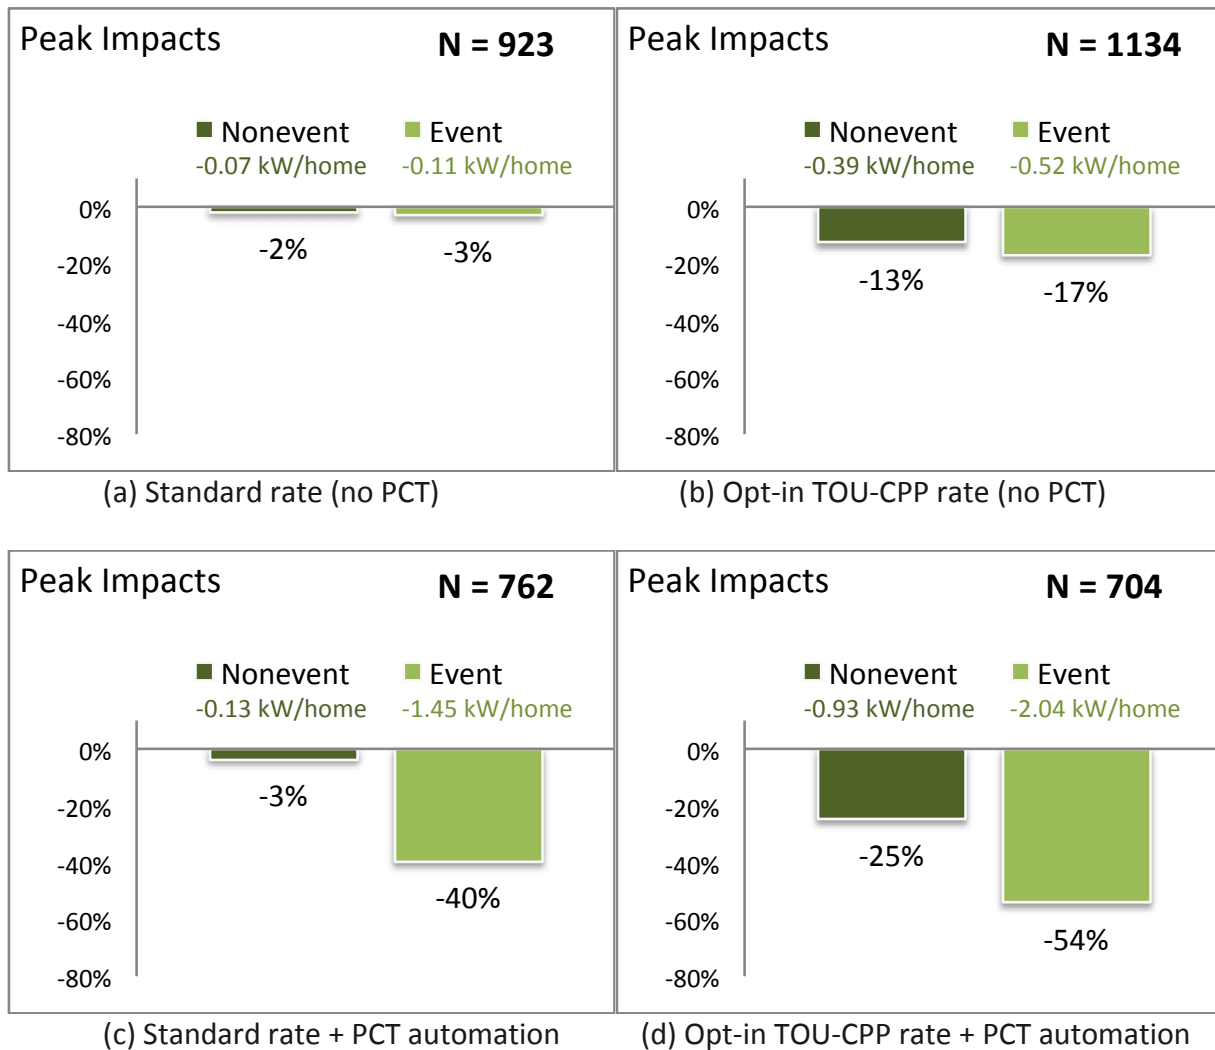 Peak Impacts N = 923
Nonevent Event
-0.07 kW/home -0.11 kW/home
0%
-20%
-40%
-60%
-80%
-2% -3%
(a) Standard rate (no PCT)
Peak Impacts N = 1134
Nonevent Event
-0.39 kW/home -0.52 kW/home
0%
-20%
-40%
-60%
-80%
-13% -17%
(b) Opt-in TOU-CPP rate (no PCT)
Peak Impacts N = 762
Nonevent Event
-0.13 kW/home -1.45 kW/home
0%
-20%
-40%
-60%
-80%
-3%
-40%
(c) Standard rate + PCT automation
Peak Impacts N = 704
Nonevent Event
-0.93 kW/home -2.04 kW/home
0%
-20%
-40%
-60%
-80%
-25%
-54%
(d) Opt-in TOU-CPP rate + PCT automation